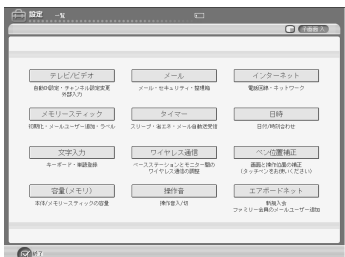 設定 一覧
子画面 入
テレビ/ビデオ
自動CH設定・チャンネル設定変更
外部入力
メール
メール・セキュリティ・整理箱
インターネット
電話回線・ネットワーク
メモリースティック
初期化・メールユーザー追加・ラベル
タイマー
スリープ・省エネ・メール自動送受信
日時
日付/時刻合わせ
文字入力
キーボード・単語登録
ワイヤレス通信
ベースステーションとモニター間の
ワイヤレス通信の調整
ペン位置補正
画面と操作位置の補正
(タッチペンをお使いください)
容量(メモリ)
本体/メモリースティックの容量
操作音
操作音入/切
エアボードネット
新規入会
ファミリー会員のメールユーザー追加
終了